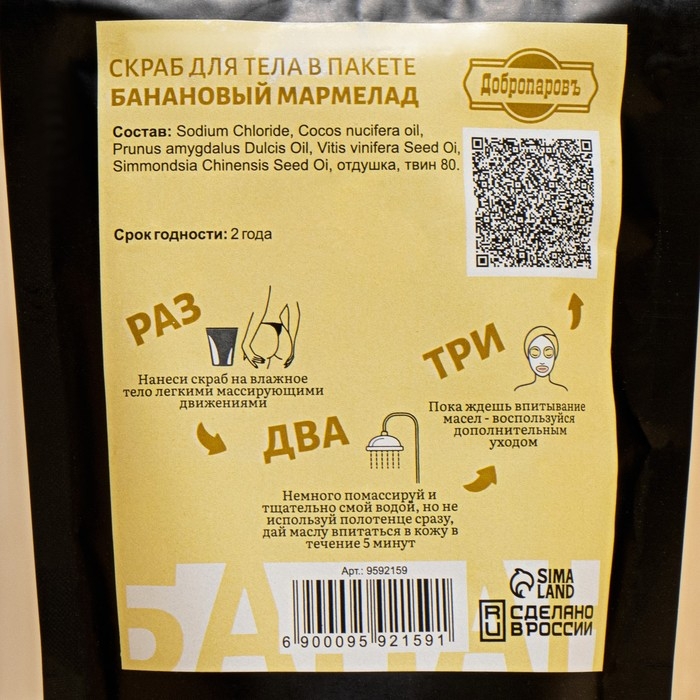 СКРАБ ДЛЯ ТЕЛА В ПАКЕТЕ
БАНАНОВЫЙ МАРМЕЛАД
Добропаровъ
Состав: Sodium Chloride, Cocos nucifera oil,
Prunus amygdalus Dulcis Oil, Vitis vinifera Seed Oi,
Simmondsia Chinensis Seed Oi, отдушка, твин 80.
Срок годности: 2 года
РАЗ
Нанеси скраб на влажное
тело легкими массирующими
движениями
ДВА
Немного помассируй и
тщательно смой водой, но не
используй полотенце сразу,
дай маслу впитаться в кожу в
течение 5 минут
ТРИ
Пока ждешь впитывание
масел - воспользуйся
дополнительным
уходом
БАНАН
Арт.: 9592159
6 900095 921591
SIMA
LAND
RU СДЕЛАНО
В РОССИИ